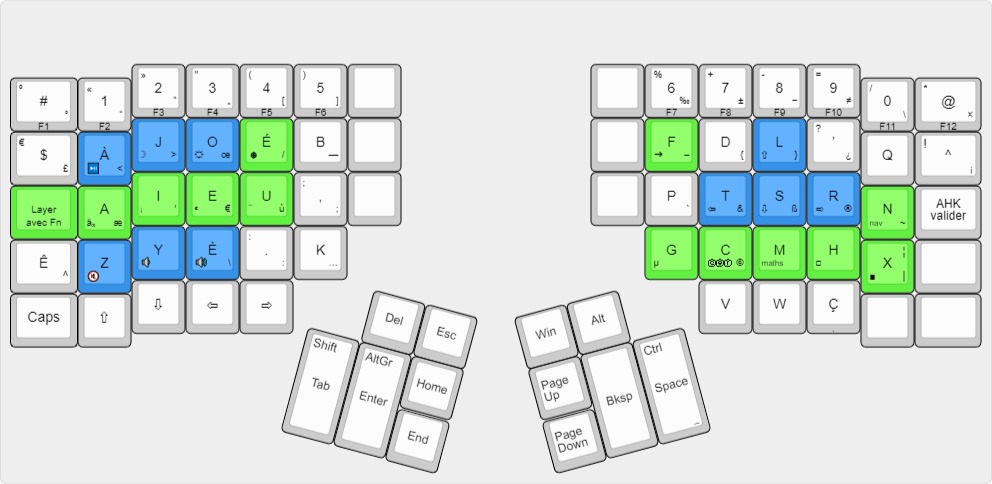 ° # °
« 1 “
» 2 ”
" 3 „
( 4 [
) 5 ]
% 6 ‰
+ 7 ±
- 8 −
= 9 ≠
/ 0 \
* @ ×
F1 F2 F3 F4 F5 F6
F7 F8 F9 F10 F11 F12
€ $ £
À <
J >
O œ
É /
B —
F → –
D {
L ⇧ }
? ' ¿
Q
! ^ ¡
Layer
avec Fn
A æ
I ¡ '
E €
U ù
; , ;
P `
T ⇦ &
S ⇩ ß
R ⇨
N nav ~
AHK
valider
Ê ^
Z
Y
È \
: . :
K …
G µ
C
M maths
H
X ¦ |
Caps
⇧
⇩
⇦
⇨
V
W
Ç
Del
Esc
Shift
Tab
AltGr
Enter
Home
End
Win
Alt
Page
Up
Page
Down
Bksp
Ctrl
Space